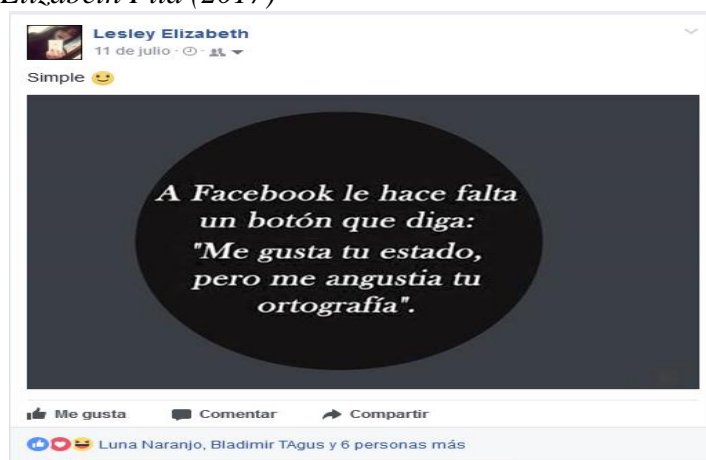 Elizabeth Pita (2017)
Lesley Elizabeth
11 de julio
Simple
A Facebook le hace falta
un botón que diga:
"Me gusta tu estado,
pero me angustia tu
ortografía".
Me gusta Comentar Compartir
Luna Naranjo, Bladimir TAgus y 6 personas más